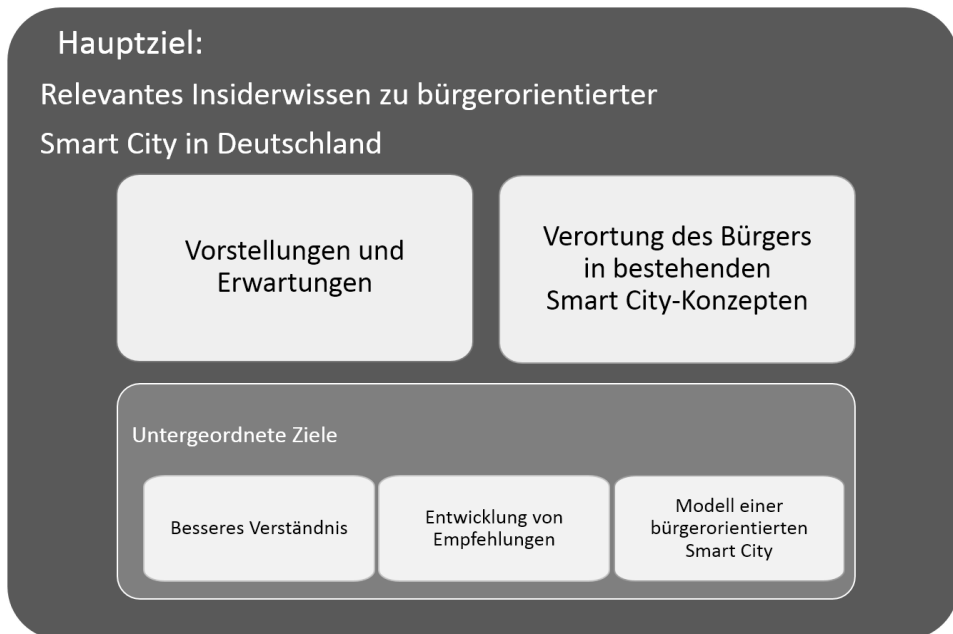 Hauptziel:
Relevantes Insiderwissen zu bürgerorientierter
Smart City in Deutschland
Vorstellungen und
Erwartungen
Verortung des Bürgers
in bestehenden
Smart City-Konzepten
Untergeordnete Ziele
Besseres Verständnis
Entwicklung von
Empfehlungen
Modell einer
bürgerorientierten
Smart City